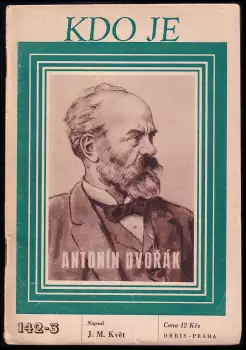 KDO JE
ANTONÍN DVOŘÁK
142-3
Napsal
J. M. Květ
Cena 12 Kčs
ORBIS - PRAHA